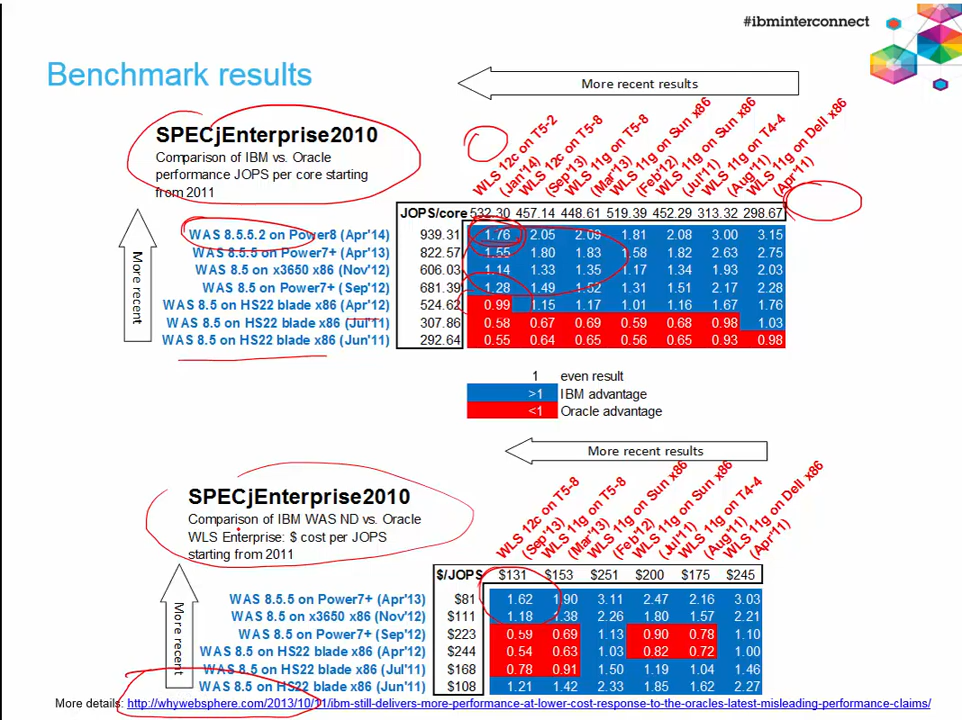 #ibminterconnect
Benchmark results
More recent results
SPECjEnterprise2010
Comparison of IBM vs. Oracle
performance JOPS per core starting
from 2011
WLS 12c on T5-2 (Jan'14)
WLS 12c on T5-8 (Sep'13)
WLS 11g on T5-8 (Mar'13)
WLS 11g on Sun x86 (Feb'12)
WLS 11g on Sun x86 (Jul'11)
WLS 11g on T4-4 (Aug'11)
WLS 11g on Dell x86 (Apr'11)
JOPS/core 532.30 457.14 448.61 519.39 452.29 313.32 298.67
WAS 8.5.5.2 on Power8 (Apr'14) 939.31 1.76 2.05 2.09 1.81 2.08 3.00 3.15
WAS 8.5.5 on Power7+ (Apr'13) 822.57 1.55 1.80 1.83 1.58 1.82 2.63 2.75
WAS 8.5 on x3650 x86 (Nov'12) 606.03 1.14 1.33 1.35 1.17 1.34 1.93 2.03
WAS 8.5 on Power7+ (Sep'12) 681.39 1.28 1.49 1.52 1.31 1.51 2.17 2.28
WAS 8.5 on HS22 blade x86 (Apr'12) 524.62 0.99 1.15 1.17 1.01 1.16 1.67 1.76
WAS 8.5 on HS22 blade x86 (Jul'11) 307.86 0.58 0.67 0.69 0.59 0.68 0.98 1.03
WAS 8.5 on HS22 blade x86 (Jun'11) 292.64 0.55 0.64 0.65 0.56 0.65 0.93 0.98
More recent
1 even result
>1 IBM advantage
<1 Oracle advantage
More recent results
SPECjEnterprise2010
Comparison of IBM WAS ND vs. Oracle
WLS Enterprise: $ cost per JOPS
starting from 2011
WLS 12c on T5-8 (Sep'13)
WLS 11g on T5-8 (Mar'13)
WLS 11g on Sun x86 (Feb'12)
WLS 11g on Sun x86 (Jul'11)
WLS 11g on T4-4 (Aug'11)
WLS 11g on Dell x86 (Apr'11)
$/JOPS $131 $153 $251 $200 $175 $245
WAS 8.5.5 on Power7+ (Apr'13) $81 1.62 1.90 3.11 2.47 2.16 3.03
WAS 8.5 on x3650 x86 (Nov'12) $111 1.18 1.38 2.26 1.80 1.57 2.21
WAS 8.5 on Power7+ (Sep'12) $223 0.59 0.69 1.13 0.90 0.78 1.10
WAS 8.5 on HS22 blade x86 (Apr'12) $244 0.54 0.63 1.03 0.82 0.72 1.00
WAS 8.5 on HS22 blade x86 (Jul'11) $168 0.78 0.91 1.50 1.19 1.04 1.46
WAS 8.5 on HS22 blade x86 (Jun'11) $108 1.21 1.42 2.33 1.85 1.62 2.27
More recent
More details: http://whywebsphere.com/2013/10/11/ibm-still-delivers-more-performance-at-lower-cost-response-to-the-oracles-latest-misleading-performance-claims/